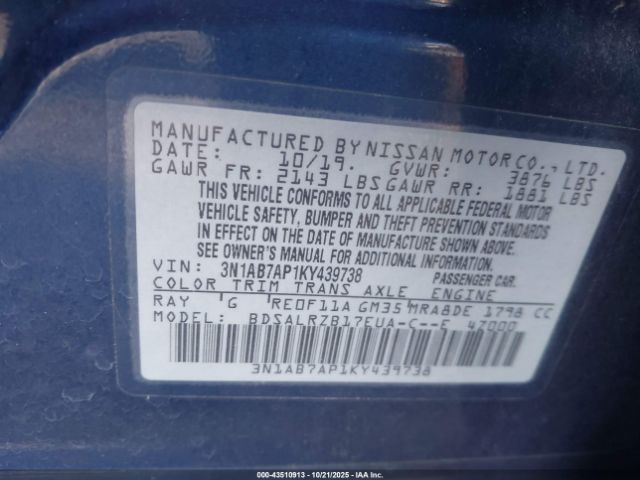 MANUFACTURED BY NISSAN MOTOR CO., LTD.
DATE: 10/19. GVWR: 3876 LBS
GAWR FR: 2143 LBS GAWR RR: 1881 LBS
THIS VEHICLE CONFORMS TO ALL APPLICABLE FEDERAL MOTOR
VEHICLE SAFETY, BUMPER AND THEFT PREVENTION STANDARDS
IN EFFECT ON THE DATE OF MANUFACTURE SHOWN ABOVE.
SEE OWNER'S MANUAL FOR ADDITIONAL INFORMATION.
VIN: 3N1AB7AP1KY439738 PASSENGER CAR.
COLOR TRIM TRANS AXLE ENGINE
RAY G RE0F11A GM35 MRA8DE 1798 CC
MODEL: BDSALRZB17EUA-C--E 4Z000
3N1AB7AP1KY439738
000-43510913 | 10/21/2025 | IAAI.COM